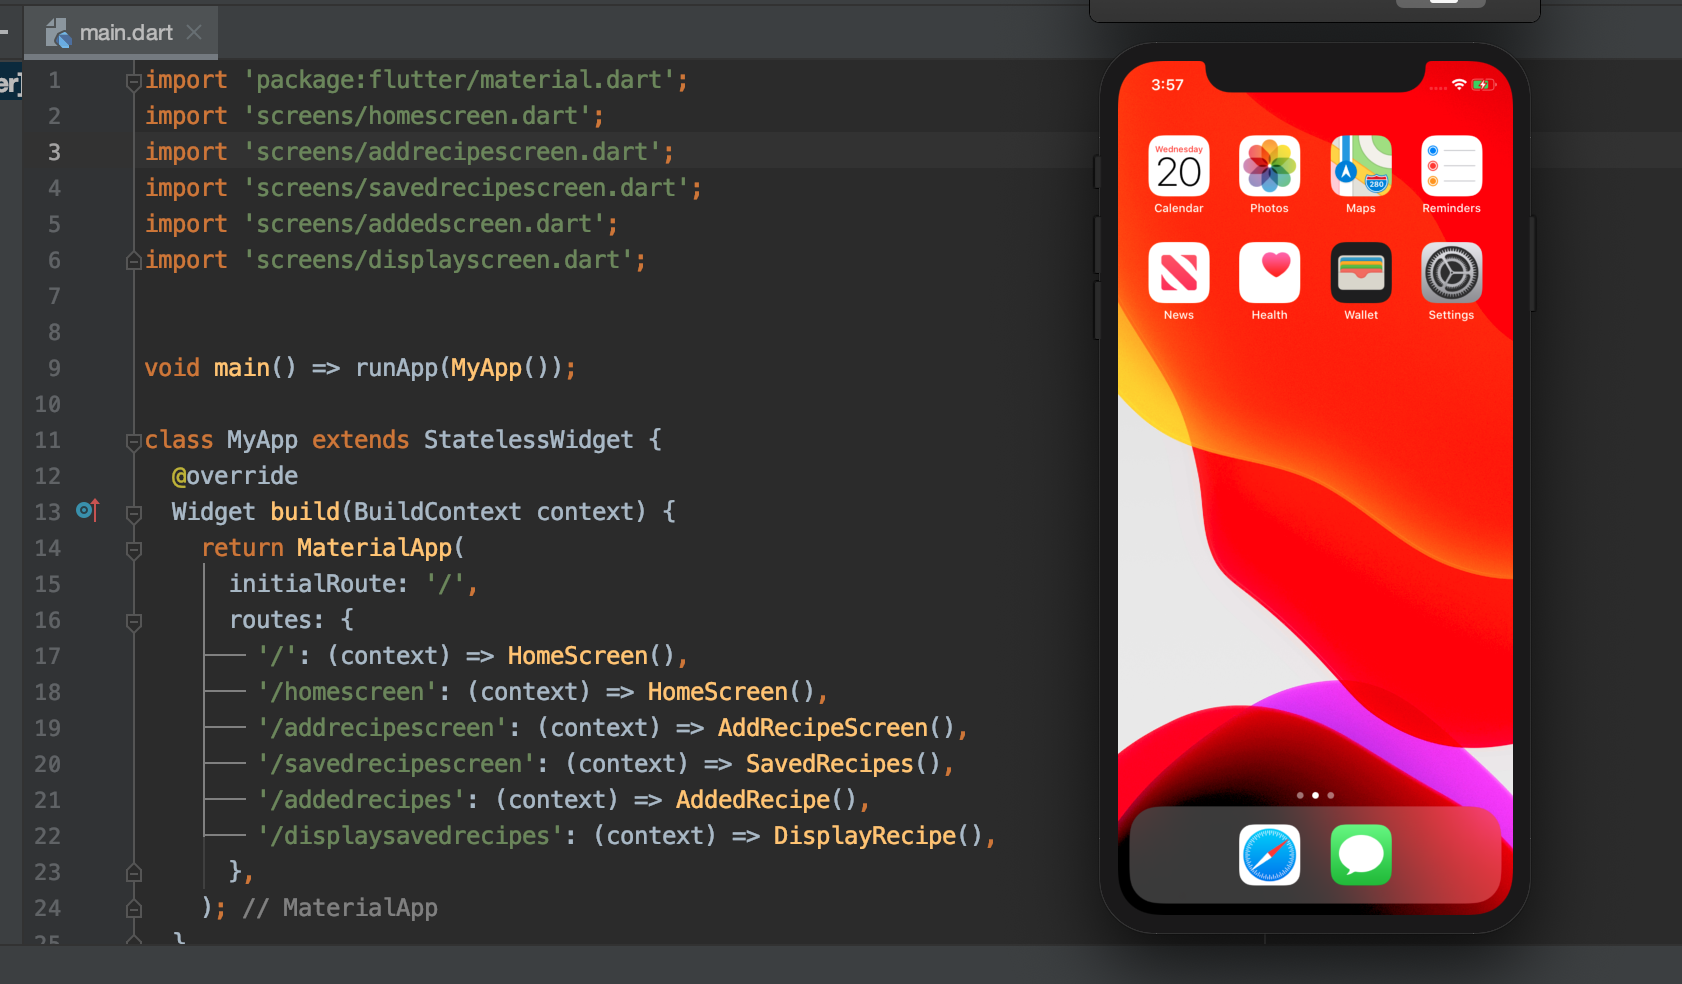 main.dart
er]
1 import 'package:flutter/material.dart';
2 import 'screens/homescreen.dart';
3 import 'screens/addrecipescreen.dart';
4 import 'screens/savedrecipescreen.dart';
5 import 'screens/addedscreen.dart';
6 import 'screens/displayscreen.dart';
7
8
9 void main() => runApp(MyApp());
10
11 class MyApp extends StatelessWidget {
12 @override
13 Widget build(BuildContext context) {
14 return MaterialApp(
15 initialRoute: '/',
16 routes: {
17 '/': (context) => HomeScreen(),
18 '/homescreen': (context) => HomeScreen(),
19 '/addrecipescreen': (context) => AddRecipeScreen(),
20 '/savedrecipescreen': (context) => SavedRecipes(),
21 '/addedrecipes': (context) => AddedRecipe(),
22 '/displaysavedrecipes': (context) => DisplayRecipe(),
23 },
24 ); // MaterialApp
25 }
3:57
Wednesday
20
280
Calendar Photos Maps Reminders
News Health Wallet Settings